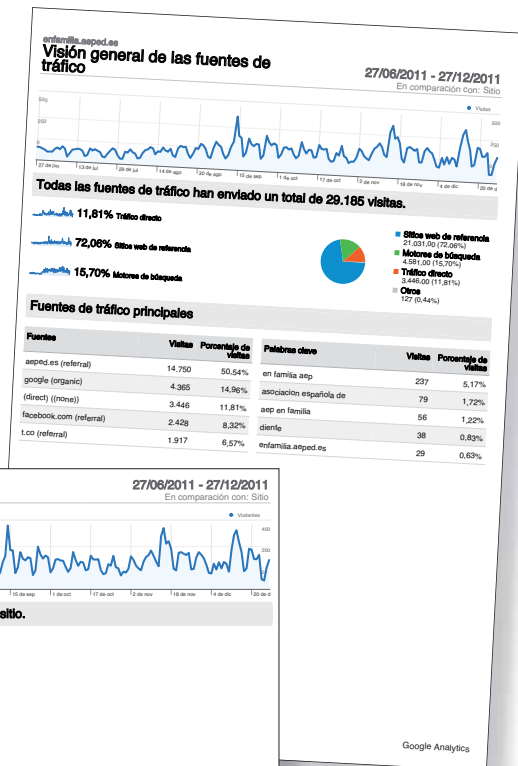 enfamilia.aeped.es
Visión general de las fuentes de
tráfico
27/06/2011 - 27/12/2011
En comparación con: Sitio
Visitas
500
500
250
250
0
27 de jun
13 de jul
29 de jul
14 de ago
30 de ago
15 de sep
1 de oct
17 de oct
2 de nov
18 de nov
4 de dic
20 de d
Todas las fuentes de tráfico han enviado un total de 29.185 visitas.
11,81% Tráfico directo
72,06% Sitios web de referencia
15,70% Motores de búsqueda
Sitios web de referencia
21.031,00 (72,06%)
Motores de búsqueda
4.581,00 (15,70%)
Tráfico directo
3.446,00 (11,81%)
Otros
127 (0,44%)
Fuentes de tráfico principales
Fuentes Visitas Porcentaje de visitas
aeped.es (referral) 14.750 50,54%
google (organic) 4.365 14,96%
(direct) ((none)) 3.446 11,81%
facebook.com (referral) 2.428 8,32%
t.co (referral) 1.917 6,57%
Palabras clave Visitas Porcentaje de visitas
en familia aep 237 5,17%
asociacion española de 79 1,72%
aep en familia 56 1,22%
diente 38 0,83%
enfamilia.aeped.es 29 0,63%
27/06/2011 - 27/12/2011
En comparación con: Sitio
Visitantes
400
200
0
15 de sep
1 de oct
17 de oct
2 de nov
18 de nov
4 de dic
20 de d
sitio.
Google Analytics